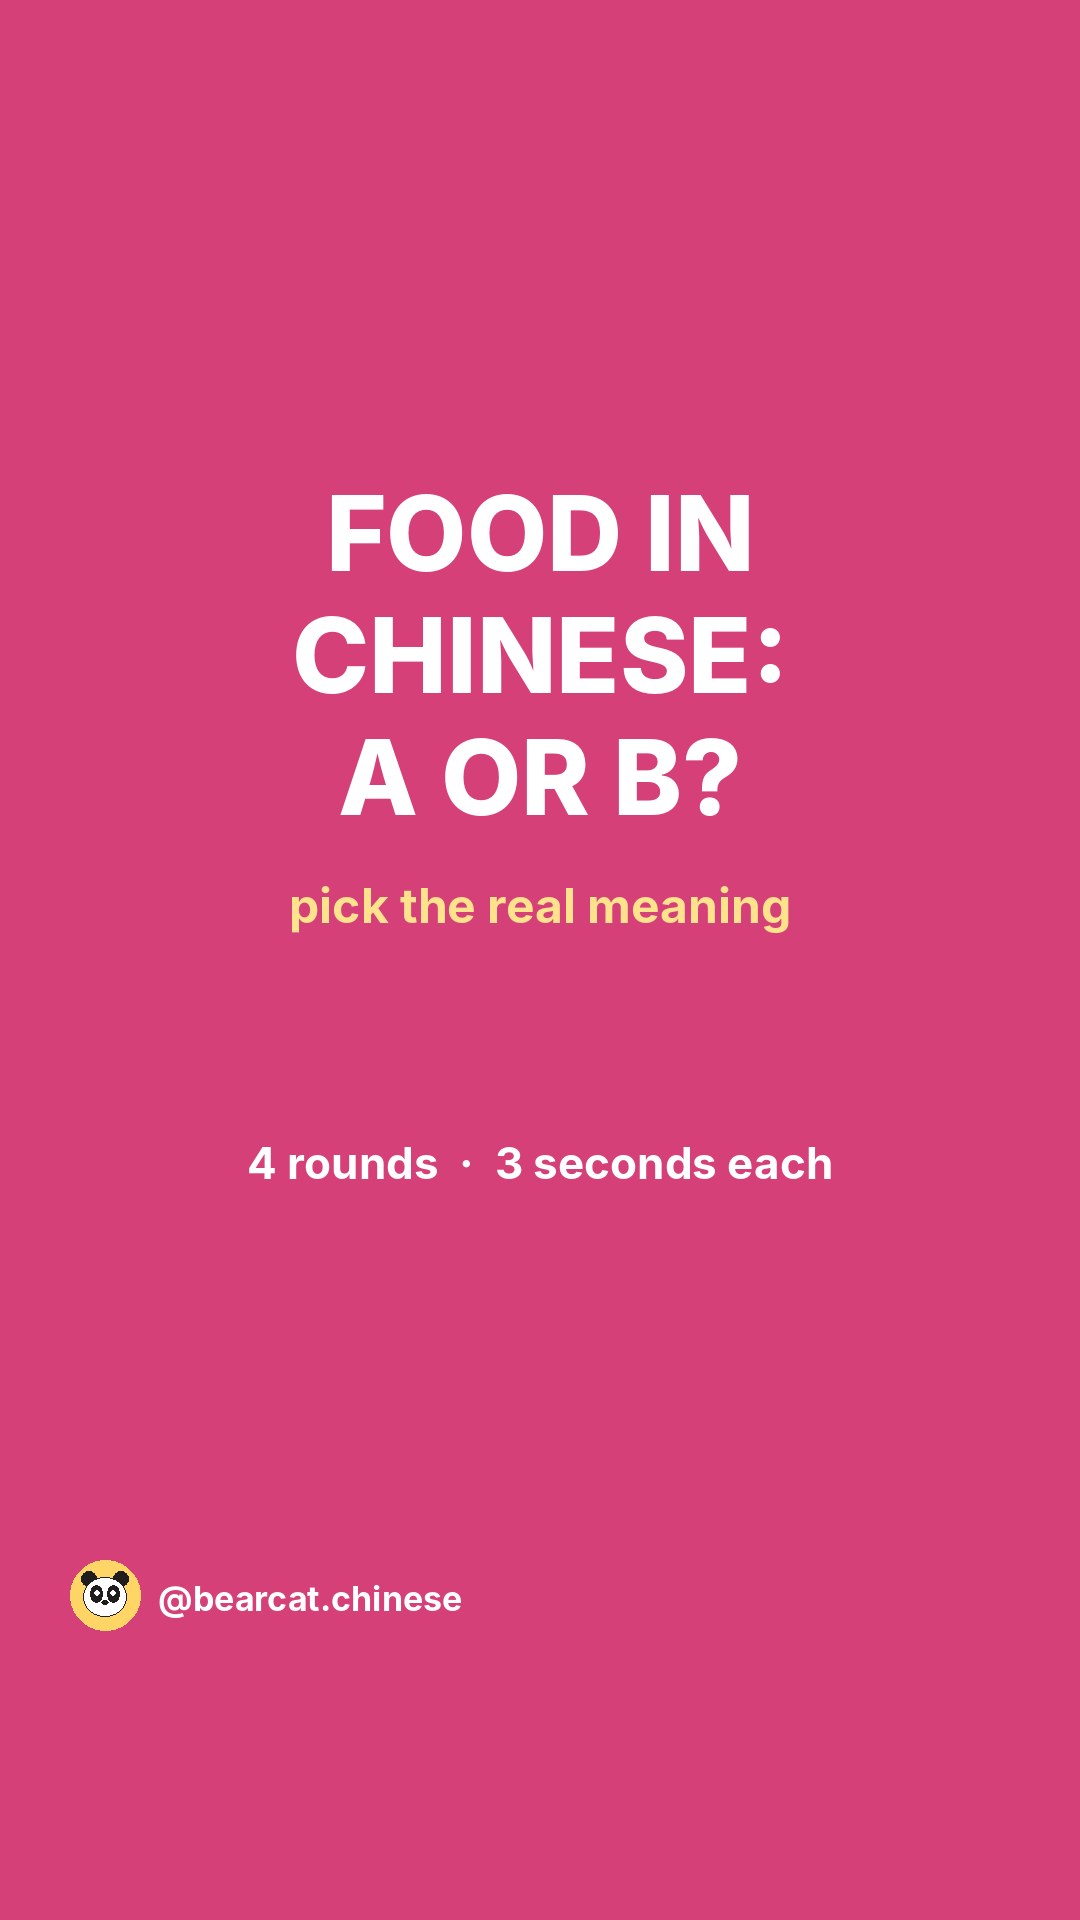 FOOD IN
CHINESE:
A OR B?
pick the real meaning
4 rounds · 3 seconds each
@bearcat.chinese